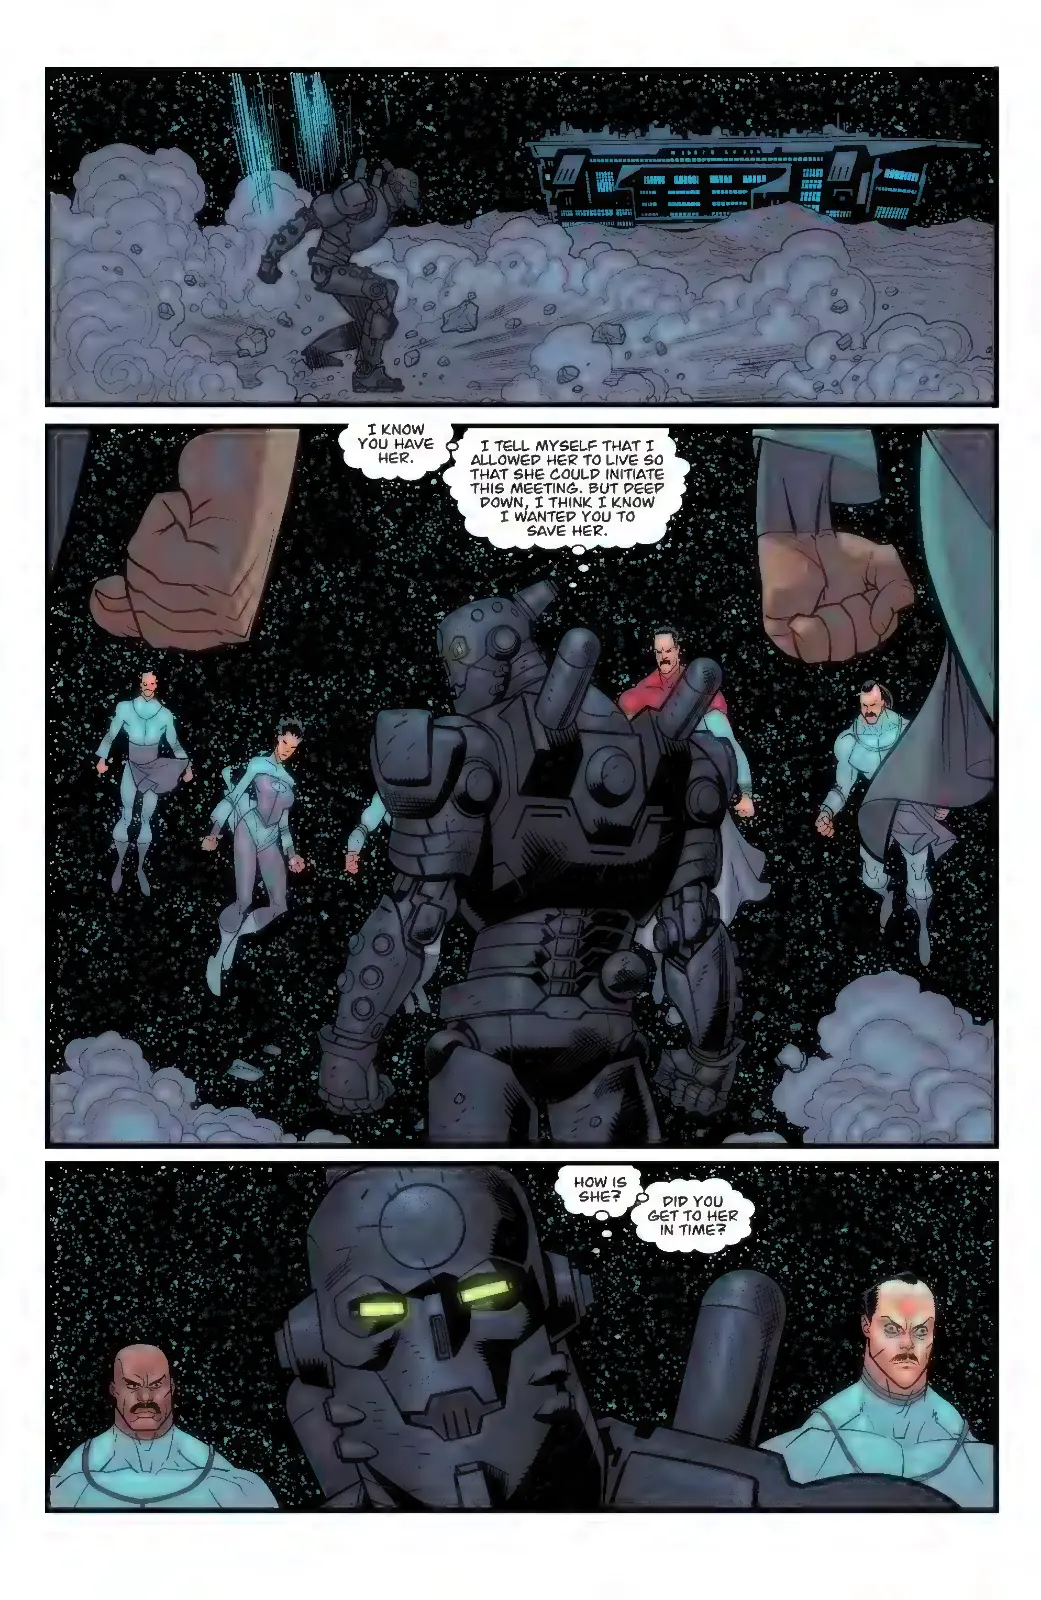 I KNOW
YOU HAVE
HER.
I TELL MYSELF THAT I
ALLOWED HER TO LIVE SO
THAT SHE COULD INITIATE
THIS MEETING. BUT DEEP
DOWN, I THINK I KNOW
I WANTED YOU TO
SAVE HER.
HOW IS
SHE?
DID YOU
GET TO HER
IN TIME?